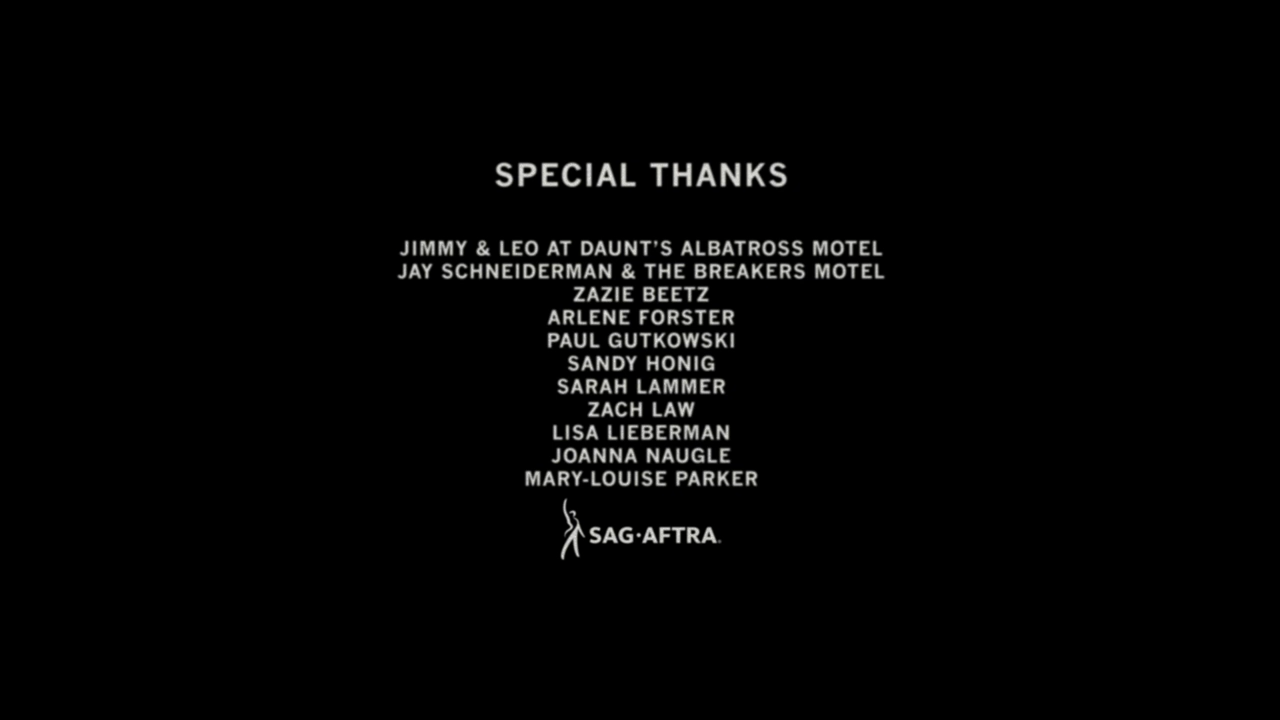 SPECIAL THANKS
JIMMY & LEO AT DAUNT'S ALBATROSS MOTEL
JAY SCHNEIDERMAN & THE BREAKERS MOTEL
ZAZIE BEETZ
ARLENE FORSTER
PAUL GUTKOWSKI
SANDY HONIG
SARAH LAMMER
ZACH LAW
LISA LIEBERMAN
JOANNA NAUGLE
MARY-LOUISE PARKER
SAG·AFTRA